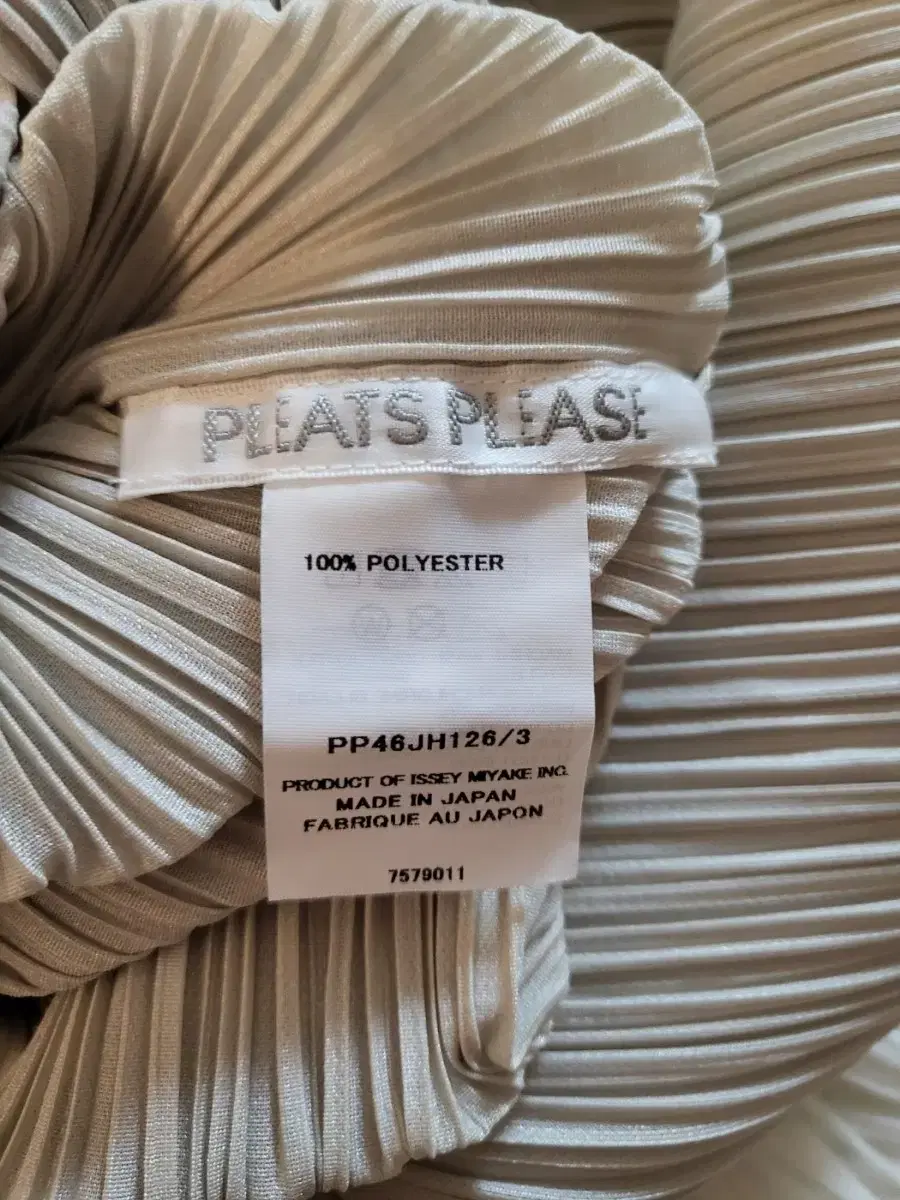 PLEATS PLEASE
100% POLYESTER
PP46JH126/3
PRODUCT OF ISSEY MIYAKE INC.
MADE IN JAPAN
FABRIQUE AU JAPON
7579011